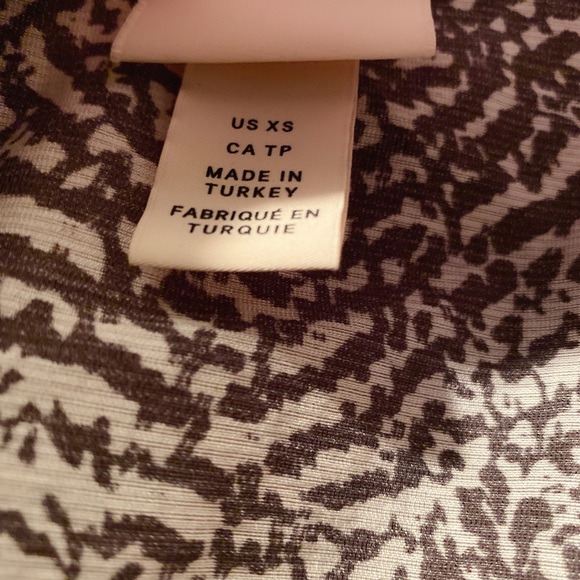 US XS
CA TP
MADE IN
TURKEY
FABRIQUÉ EN
TURQUIE